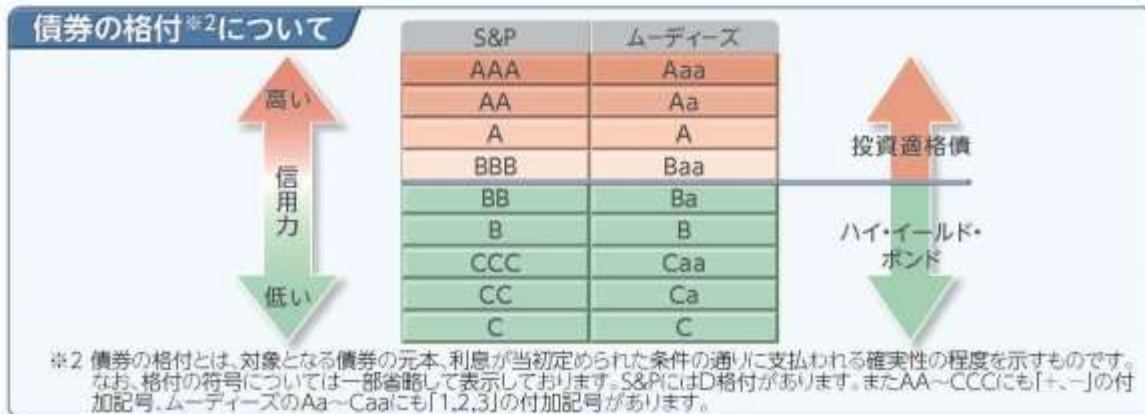 債券の格付※2について
S&P ムーディーズ
AAA Aaa
AA Aa
A A
BBB Baa
BB Ba
B B
CCC Caa
CC Ca
C C
高い
信用力
低い
投資適格債
ハイ・イールド・
ボンド
※2 債券の格付とは、対象となる債券の元本、利息が当初定められた条件の通りに支払われる確実性の程度を示すものです。
なお、格付の符号については一部省略して表示しております。S&PにはD格付があります。またAA～CCCにも「+、-」の付
加記号、ムーディーズのAa～Caaにも「1,2,3」の付加記号があります。